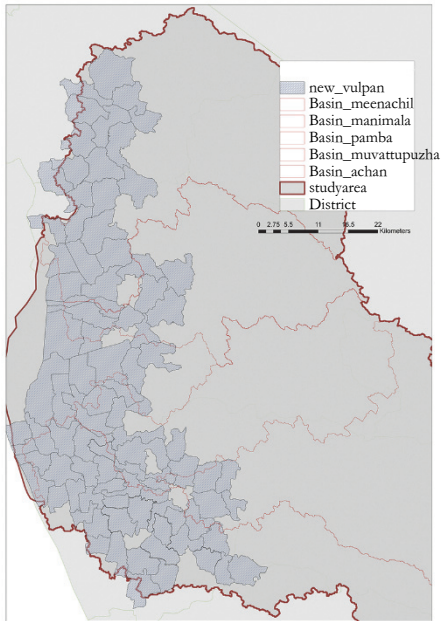 new_vulpan
Basin_meenachil
Basin_manimala
Basin_pamba
Basin_muvattupuzha
Basin_achan
studyarea
District
0 2.75 5.5 11 16.5 22
Kilometers